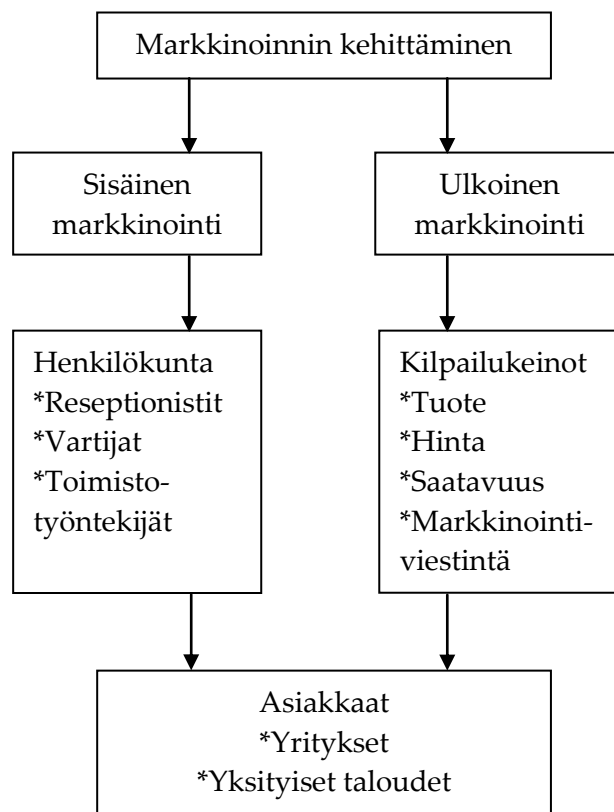 Markkinoinnin kehittäminen
Sisäinen
markkinointi
Ulkoinen
markkinointi
Henkilökunta
*Reseptionistit
*Vartijat
*Toimisto-
työntekijät
Kilpailukeinot
*Tuote
*Hinta
*Saatavuus
*Markkinointi-
viestintä
Asiakkaat
*Yritykset
*Yksityiset taloudet